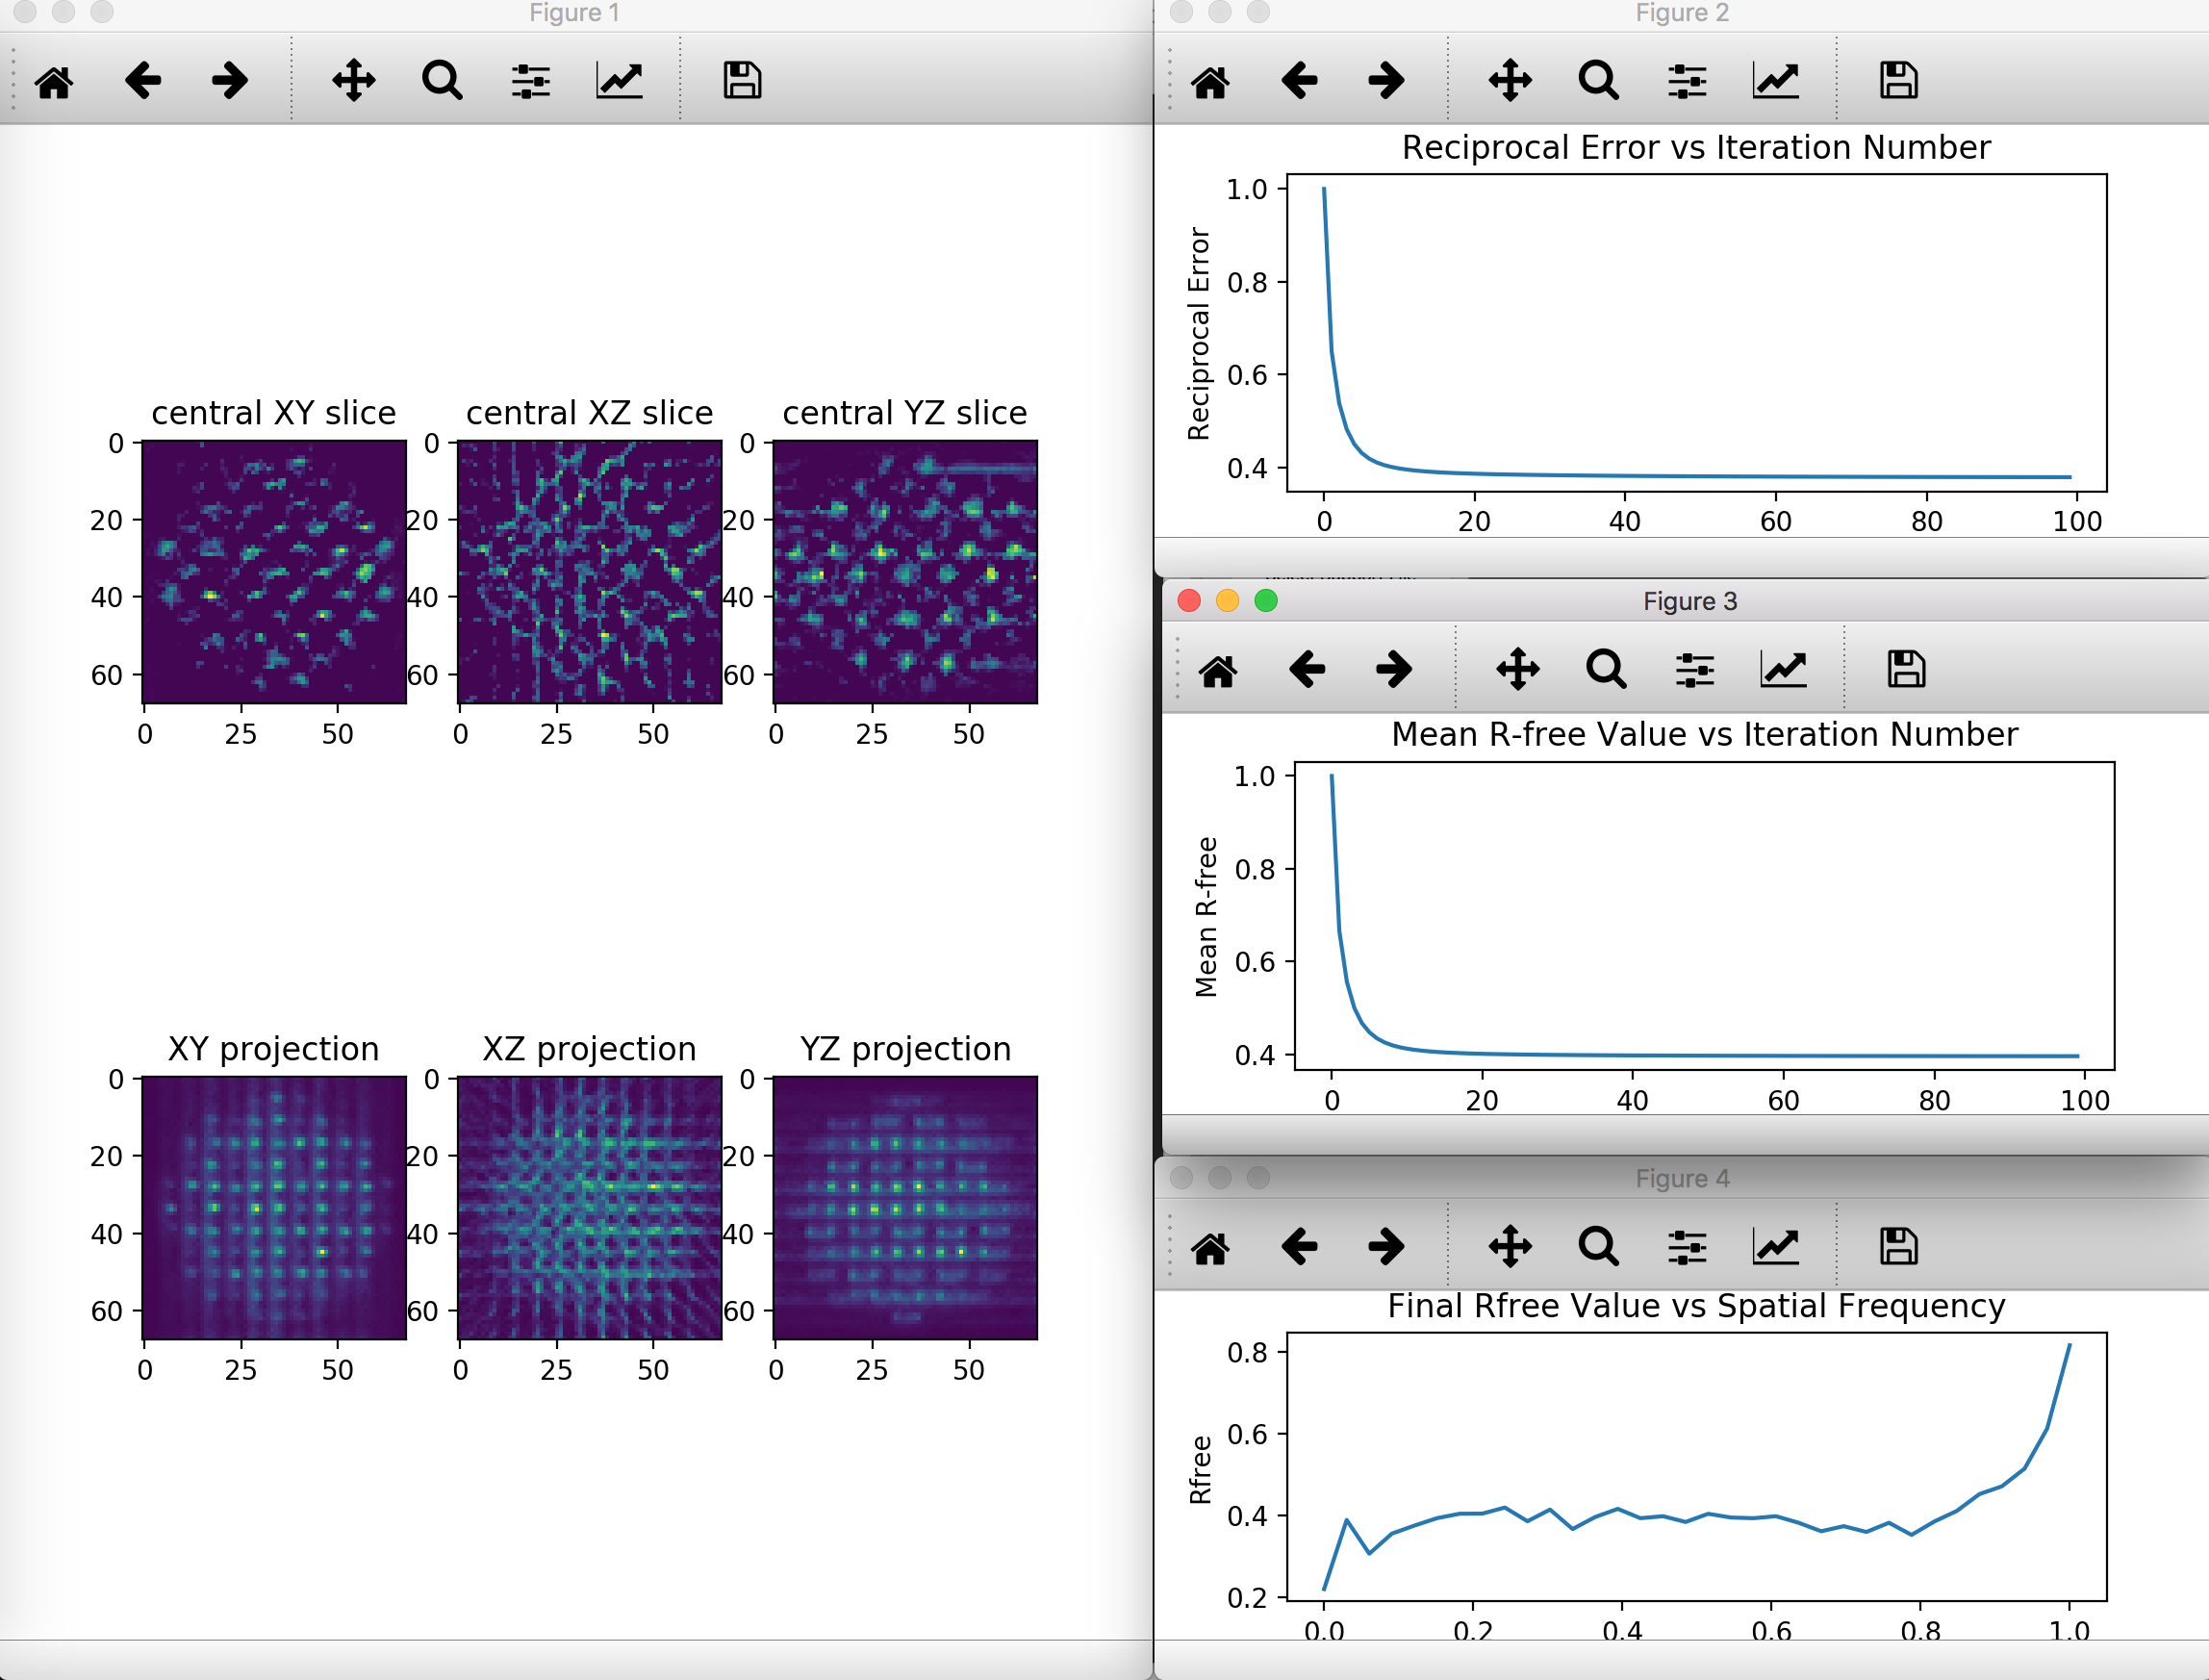 Figure 1
central XY slice central XZ slice central YZ slice
0 0 0
20 20 20
40 40 40
60 60 60
0 25 50 0 25 50 0 25 50
XY projection XZ projection YZ projection
0 0 0
20 20 20
40 40 40
60 60 60
0 25 50 0 25 50 0 25 50
Figure 2
Reciprocal Error vs Iteration Number
Reciprocal Error
1.0
0.8
0.6
0.4
0 20 40 60 80 100
Figure 3
Mean R-free Value vs Iteration Number
Mean R-free
1.0
0.8
0.6
0.4
0 20 40 60 80 100
Figure 4
Final Rfree Value vs Spatial Frequency
Rfree
0.8
0.6
0.4
0.2
0.0 0.2 0.4 0.6 0.8 1.0